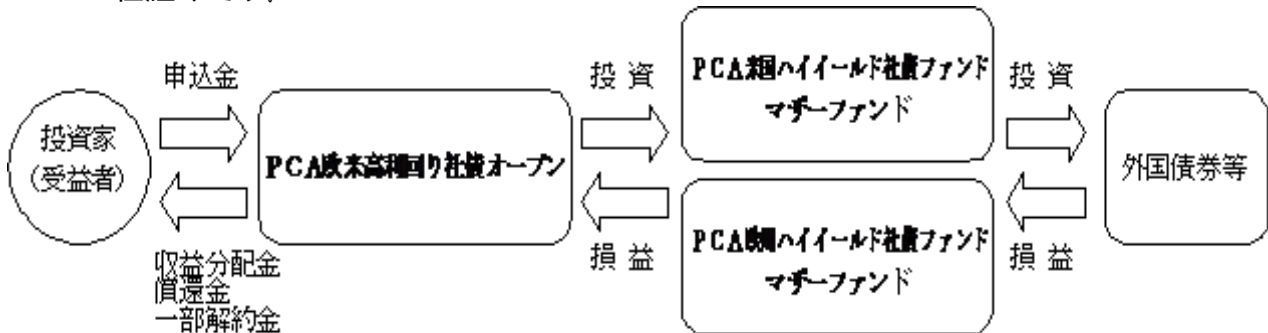 申込金
投資家
(受益者)
収益分配金
償還金
一部解約金
PCA欧米高利回り社債オープン
投 資
損 益
PCA米国ハイイールド社債ファンド
マザーファンド
PCA欧州ハイイールド社債ファンド
マザーファンド
投 資
損 益
外国債券等